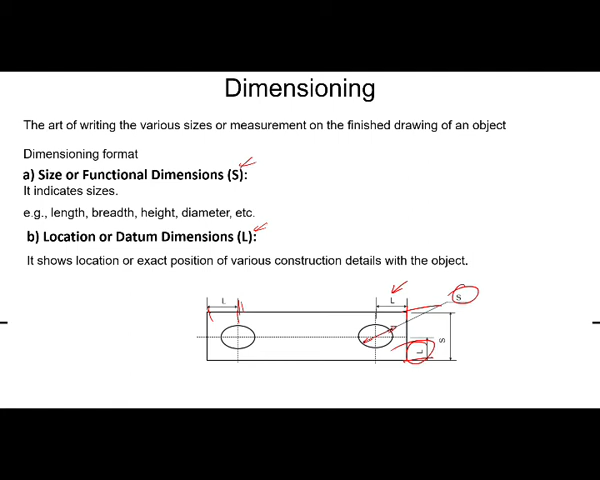 Dimensioning
The art of writing the various sizes or measurement on the finished drawing of an object
Dimensioning format
a) Size or Functional Dimensions (S):
It indicates sizes.
e.g., length, breadth, height, diameter, etc.
b) Location or Datum Dimensions (L):
It shows location or exact position of various construction details with the object.
L
L
S
S
L